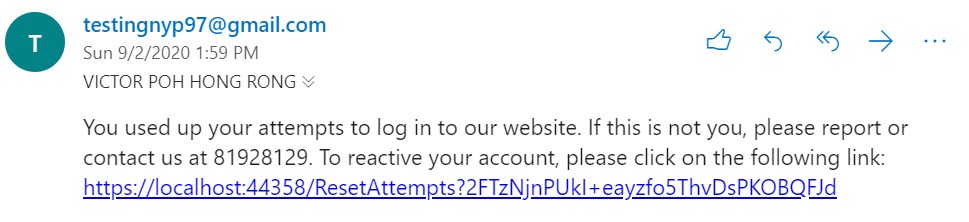 T
testingnyp97@gmail.com
Sun 9/2/2020 1:59 PM
VICTOR POH HONG RONG
You used up your attempts to log in to our website. If this is not you, please report or
contact us at 81928129. To reactive your account, please click on the following link:
https://localhost:44358/ResetAttempts?2FTzNjnPUkI+eayzfo5ThvDsPKOBQFJd